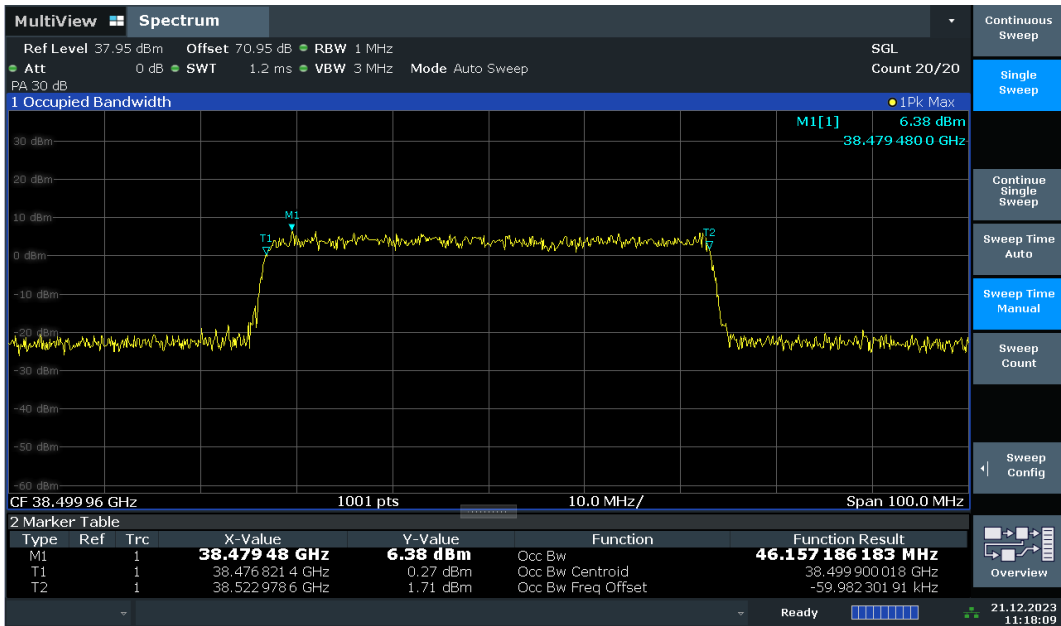 MultiView Spectrum
Ref Level 37.95 dBm Offset 70.95 dB RBW 1 MHz SGL
Att 0 dB SWT 1.2 ms VBW 3 MHz Mode Auto Sweep Count 20/20
PA 30 dB
1 Occupied Bandwidth 1Pk Max
M1[1] 6.38 dBm
38.479 480 0 GHz
30 dBm
20 dBm
10 dBm
M1
T1
T2
0 dBm
-10 dBm
-20 dBm
-30 dBm
-40 dBm
-50 dBm
-60 dBm
CF 38.499 96 GHz 1001 pts 10.0 MHz/ Span 100.0 MHz
2 Marker Table
Type Ref Trc X-Value Y-Value Function Function Result
M1 1 38.479 48 GHz 6.38 dBm Occ Bw 46.157 186 183 MHz
T1 1 38.476 821 4 GHz 0.27 dBm Occ Bw Centroid 38.499 900 018 GHz
T2 1 38.522 978 6 GHz 1.71 dBm Occ Bw Freq Offset -59.982 301 91 kHz
Ready 21.12.2023
11:18:09
Continuous
Sweep
Single
Sweep
Continue
Single
Sweep
Sweep Time
Auto
Sweep Time
Manual
Sweep
Count
Sweep
Config
Overview